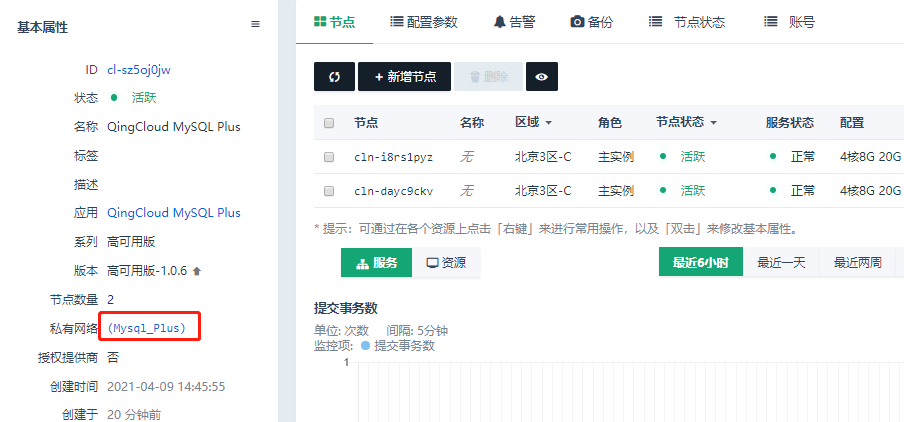 基本属性
ID cl-sz5oj0jw
状态 活跃
名称 QingCloud MySQL Plus
标签
描述
应用 QingCloud MySQL Plus
系列 高可用版
版本 高可用版-1.0.6
节点数量 2
私有网络 (Mysql_Plus)
授权提供商 否
创建时间 2021-04-09 14:45:55
创建于 20 分钟前
节点 配置参数 告警 备份 节点状态 账号
+ 新增节点 删除
节点 名称 区域 角色 节点状态 服务状态 配置
cln-i8rs1pyz 无 北京3区-C 主实例 活跃 正常 4核8G 20G
cln-dayc9ckv 无 北京3区-C 主实例 活跃 正常 4核8G 20G
* 提示：可通过在各个资源上点击「右键」来进行常用操作，以及「双击」来修改基本属性。
服务 资源 最近6小时 最近一天 最近两周
提交事务数
单位: 次数 间隔: 5分钟
监控项: 提交事务数
1